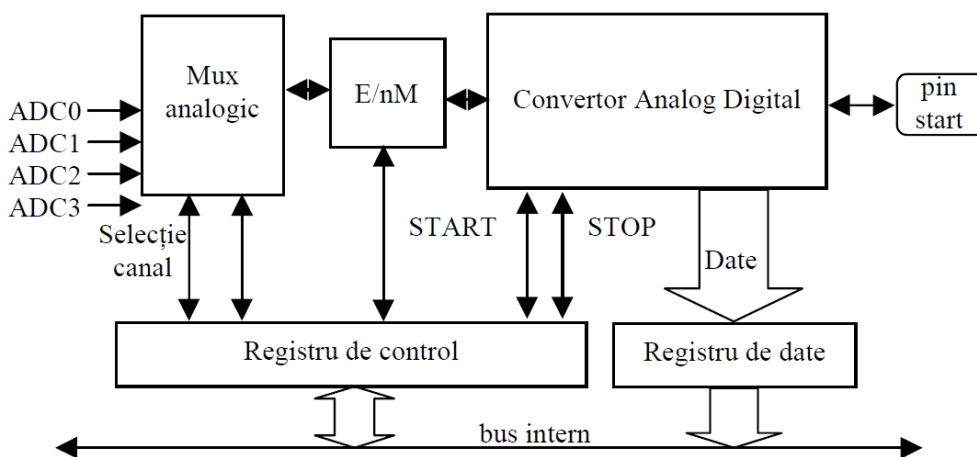 Mux
analogic
E/nM
Convertor Analog Digital
pin
start
ADC0
ADC1
ADC2
ADC3
Selecție
canal
START
STOP
Date
Registru de control
Registru de date
bus intern